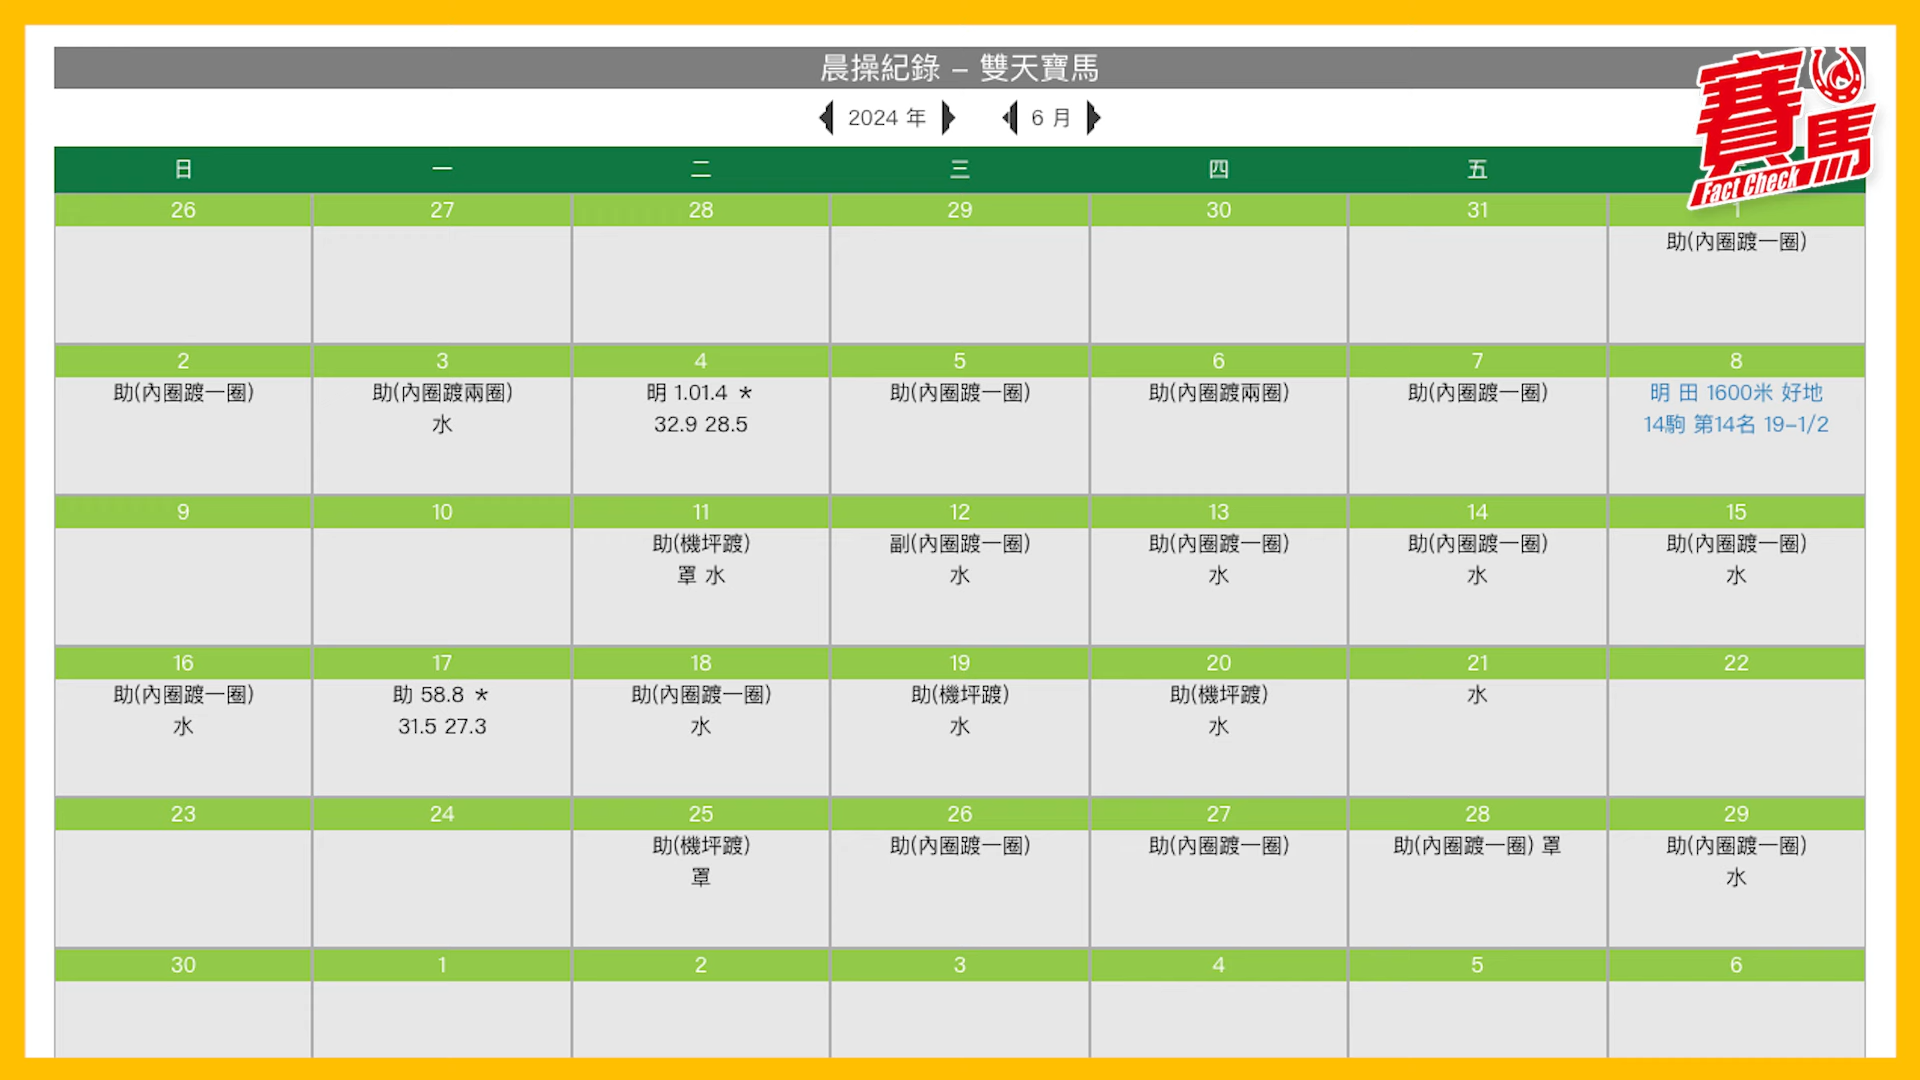 晨操紀錄 – 雙天寶馬
賽馬
Fact Check
2024 年 6 月
日 一 二 三 四 五
26 27 28 29 30 31 1
助(內圈踱一圈)
2 3 4 5 6 7 8
助(內圈踱一圈) 助(內圈踱兩圈) 明 1.01.4 * 助(內圈踱一圈) 助(內圈踱兩圈) 助(內圈踱一圈) 明 田 1600米 好地
水 32.9 28.5 14駒 第14名 19-1/2
9 10 11 12 13 14 15
助(機坪踱) 副(內圈踱一圈) 助(內圈踱一圈) 助(內圈踱一圈) 助(內圈踱一圈)
罩 水 水 水 水 水
16 17 18 19 20 21 22
助(內圈踱一圈) 助 58.8 * 助(內圈踱一圈) 助(機坪踱) 助(機坪踱) 水
水 31.5 27.3 水 水 水
23 24 25 26 27 28 29
助(機坪踱) 助(內圈踱一圈) 助(內圈踱一圈) 助(內圈踱一圈) 罩 助(內圈踱一圈)
罩 水
30 1 2 3 4 5 6